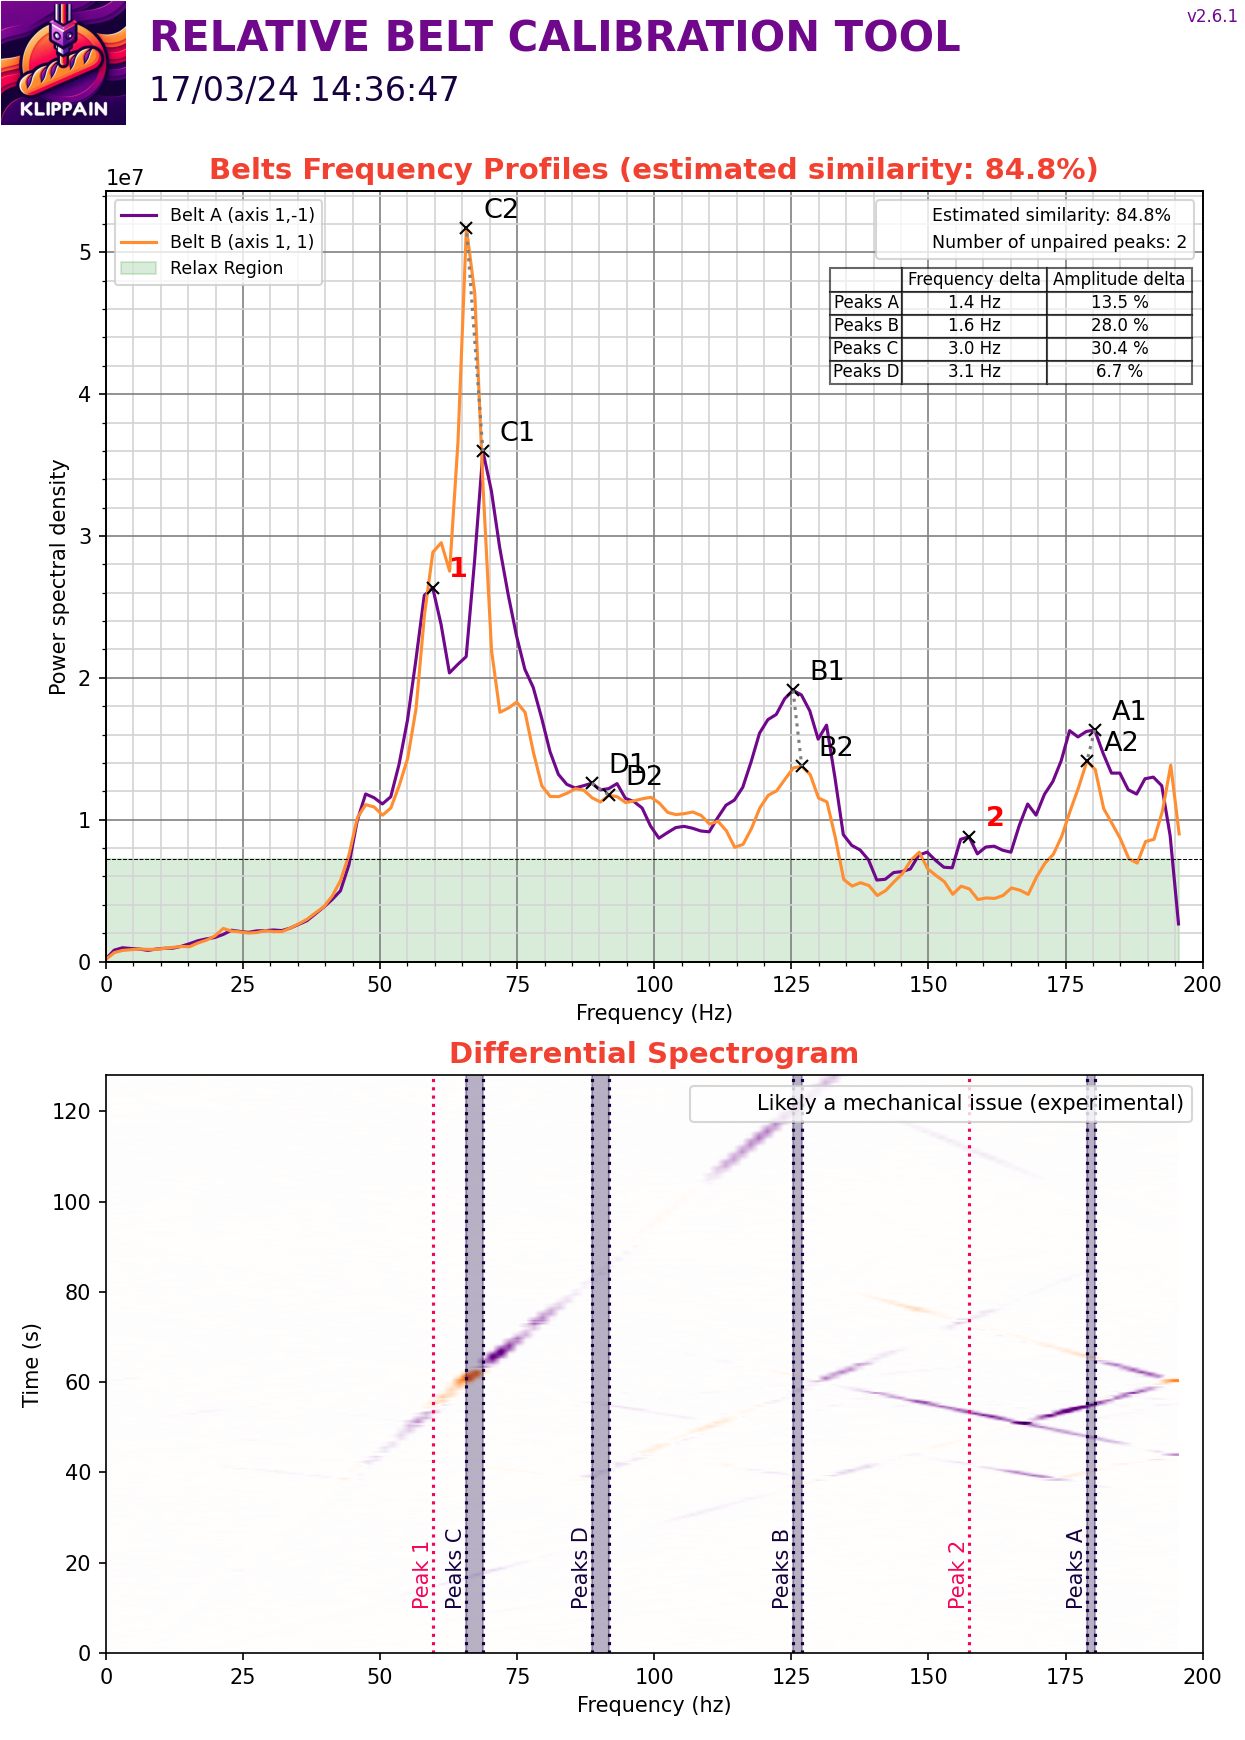 KLIPPAIN
RELATIVE BELT CALIBRATION TOOL
v2.6.1
17/03/24 14:36:47
Belts Frequency Profiles (estimated similarity: 84.8%)
1e7
Belt A (axis 1,-1)
Belt B (axis 1, 1)
Relax Region
Estimated similarity: 84.8%
Number of unpaired peaks: 2
Frequency delta Amplitude delta
Peaks A 1.4 Hz 13.5 %
Peaks B 1.6 Hz 28.0 %
Peaks C 3.0 Hz 30.4 %
Peaks D 3.1 Hz 6.7 %
C2
C1
1
B1
B2
A1
A2
D1
D2
2
Power spectral density
5
4
3
2
1
0
0 25 50 75 100 125 150 175 200
Frequency (Hz)
Differential Spectrogram
Likely a mechanical issue (experimental)
Time (s)
120
100
80
60
40
20
0
Peak 1
Peaks C
Peaks D
Peaks B
Peak 2
Peaks A
0 25 50 75 100 125 150 175 200
Frequency (hz)